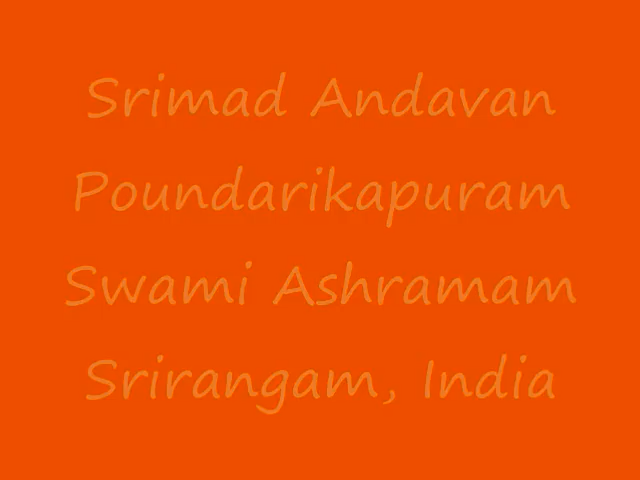 Srimad Andavan
Poundarikapuram
Swami Ashramam
Srirangam, India